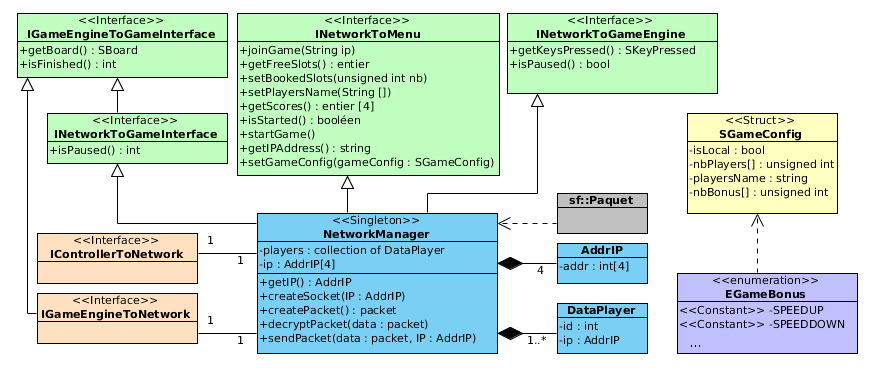 <<Interface>>
IGameEngineToGameInterface
+getBoard() : SBoard
+isFinished() : int
<<Interface>>
INetworkToMenu
+joinGame(String ip)
+getFreeSlots() : entier
+setBookedSlots(unsigned int nb)
+setPlayersName(String [])
+getScores() : entier [4]
+isStarted() : booléen
+startGame()
+getIPAddress() : string
+setGameConfig(gameConfig : SGameConfig)
<<Interface>>
INetworkToGameEngine
+getKeysPressed() : SKeyPressed
+isPaused() : bool
<<Interface>>
INetworkToGameInterface
+isPaused() : int
<<Struct>>
SGameConfig
-isLocal : bool
-nbPlayers[] : unsigned int
-playersName : string
-nbBonus[] : unsigned int
sf::Paquet
<<Singleton>>
NetworkManager
-players : collection of DataPlayer
-ip : AddrIP[4]
+getIP() : AddrIP
+createSocket(IP : AddrIP)
+createPacket() : packet
+decryptPacket(data : packet)
+sendPacket(data : packet, IP : AddrIP)
<<Interface>>
IControllerToNetwork
1
1
AddrIP
-addr : int[4]
4
<<Interface>>
IGameEngineToNetwork
1
1
DataPlayer
-id : int
-ip : AddrIP
1..*
<<enumeration>>
EGameBonus
<<Constant>> -SPEEDUP
<<Constant>> -SPEEDDOWN
...